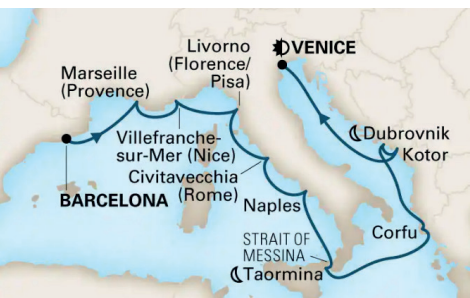 Livorno
(Florence/
Pisa)
VENICE
Marseille
(Provence)
Dubrovnik
Kotor
Villefranche-
sur-Mer (Nice)
Civitavecchia
(Rome)
BARCELONA
Naples
Corfu
STRAIT OF
MESSINA
Taormina